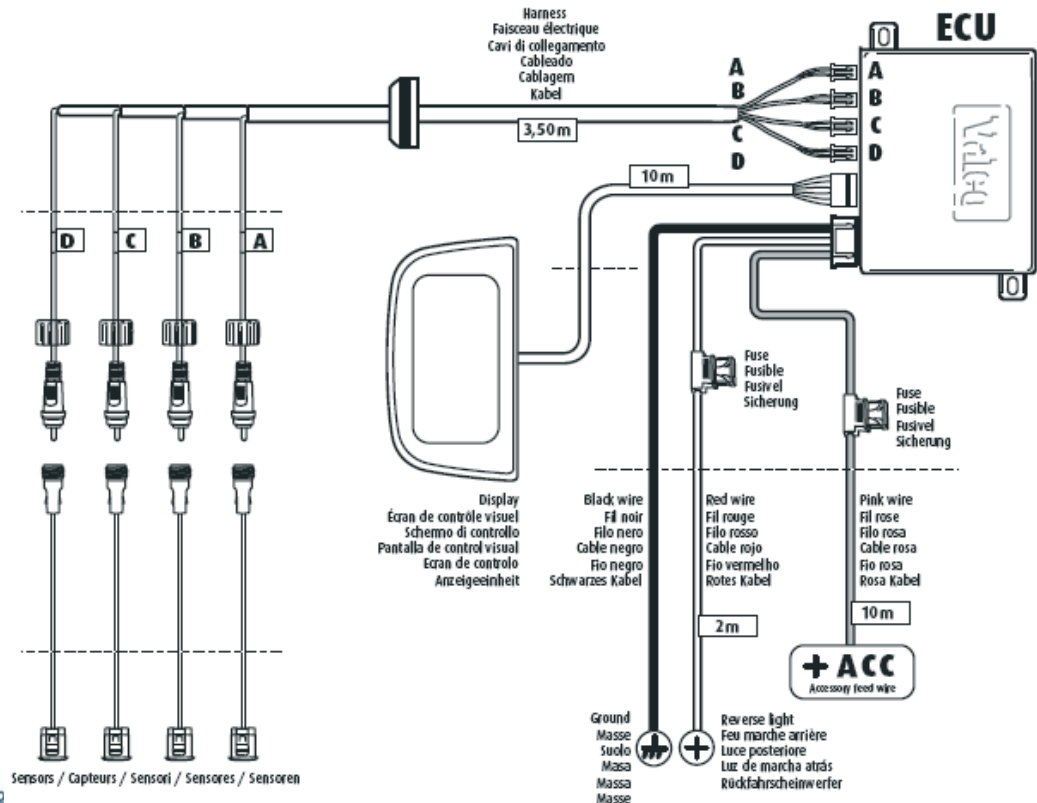 Harness
Faisceau électrique
Cavi di collegamento
Cableado
Cablagem
Kabel
3,50m
ECU
A
B
C
D
A
B
C
D
Valeo
10m
D
C
B
A
Fuse
Fusible
Fusivel
Sicherung
Fuse
Fusible
Fusivel
Sicherung
Display
Écran de contrôle visuel
Schermo di controllo
Pantalla de control visual
Ecran de controlo
Anzeigeeinheit
Black wire
Fil noir
Filo nero
Cable negro
Fio negro
Schwarzes Kabel
Red wire
Fil rouge
Filo rosso
Cable rojo
Fio vermelho
Rotes Kabel
Pink wire
Fil rose
Filo rosa
Cable rosa
Fio rosa
Rosa Kabel
2m
10m
+ ACC
Accessory feed wire
Ground
Masse
Suolo
Masa
Massa
Masse
Reverse light
Feu marche arrière
Luce posteriore
Luz de marcha atrás
Rückfahrscheinwerfer
Sensors / Capteurs / Sensori / Sensores / Sensoren